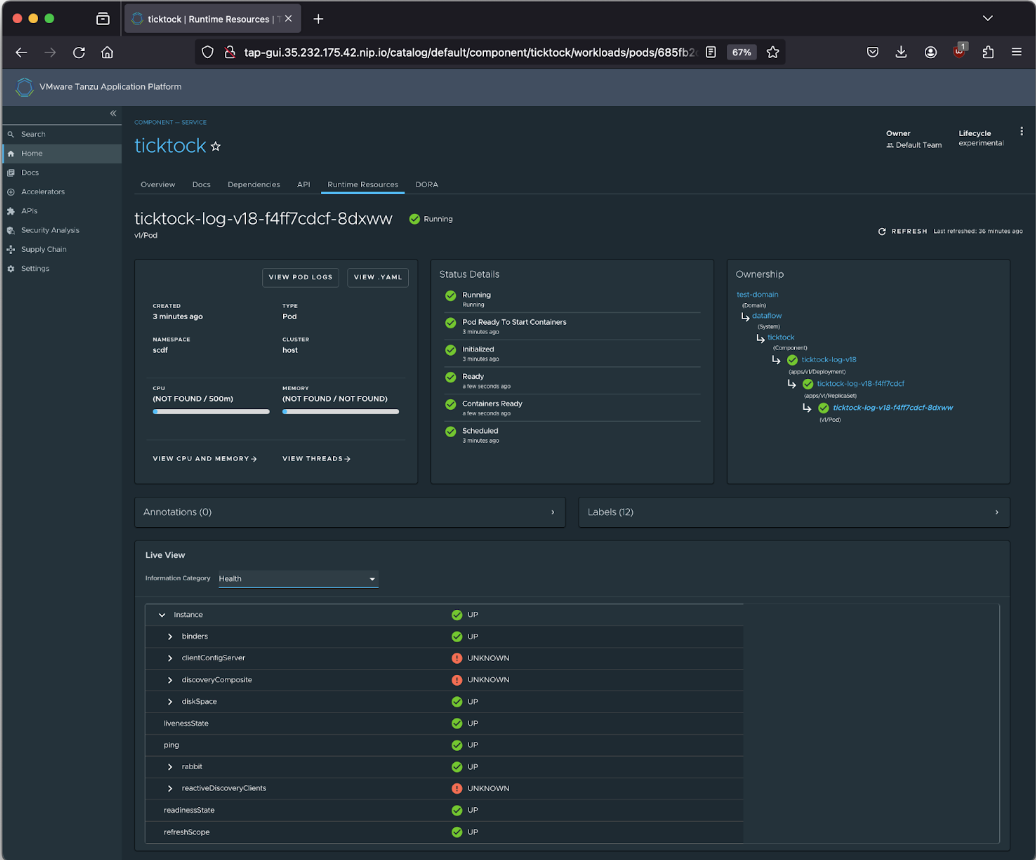 ticktock | Runtime Resources | T
tap-gui.35.232.175.42.nip.io/catalog/default/component/ticktock/workloads/pods/685fb2
67%
1
VMware Tanzu Application Platform
Search
Home
Docs
Accelerators
APIs
Security Analysis
Supply Chain
Settings
COMPONENT — SERVICE
ticktock
Owner
Default Team
Lifecycle
experimental
Overview Docs Dependencies API Runtime Resources DORA
ticktock-log-v18-f4ff7cdcf-8dxww Running
v1/Pod
REFRESH Last refreshed: 36 minutes ago
VIEW POD LOGS VIEW .YAML
CREATED TYPE
3 minutes ago Pod
NAMESPACE CLUSTER
scdf host
CPU MEMORY
(NOT FOUND / 500m) (NOT FOUND / NOT FOUND)
VIEW CPU AND MEMORY VIEW THREADS
Status Details
Running
Running
Pod Ready To Start Containers
3 minutes ago
Initialized
3 minutes ago
Ready
a few seconds ago
Containers Ready
a few seconds ago
Scheduled
3 minutes ago
Ownership
test-domain
(Domain)
dataflow
(System)
ticktock
(Component)
ticktock-log-v18
(apps/v1/Deployment)
ticktock-log-v18-f4ff7cdcf
(apps/v1/ReplicaSet)
ticktock-log-v18-f4ff7cdcf-8dxww
(v1/Pod)
Annotations (0)
Labels (12)
Live View
Information Category Health
Instance UP
binders UP
clientConfigServer UNKNOWN
discoveryComposite UNKNOWN
diskSpace UP
livenessState UP
ping UP
rabbit UP
reactiveDiscoveryClients UNKNOWN
readinessState UP
refreshScope UP